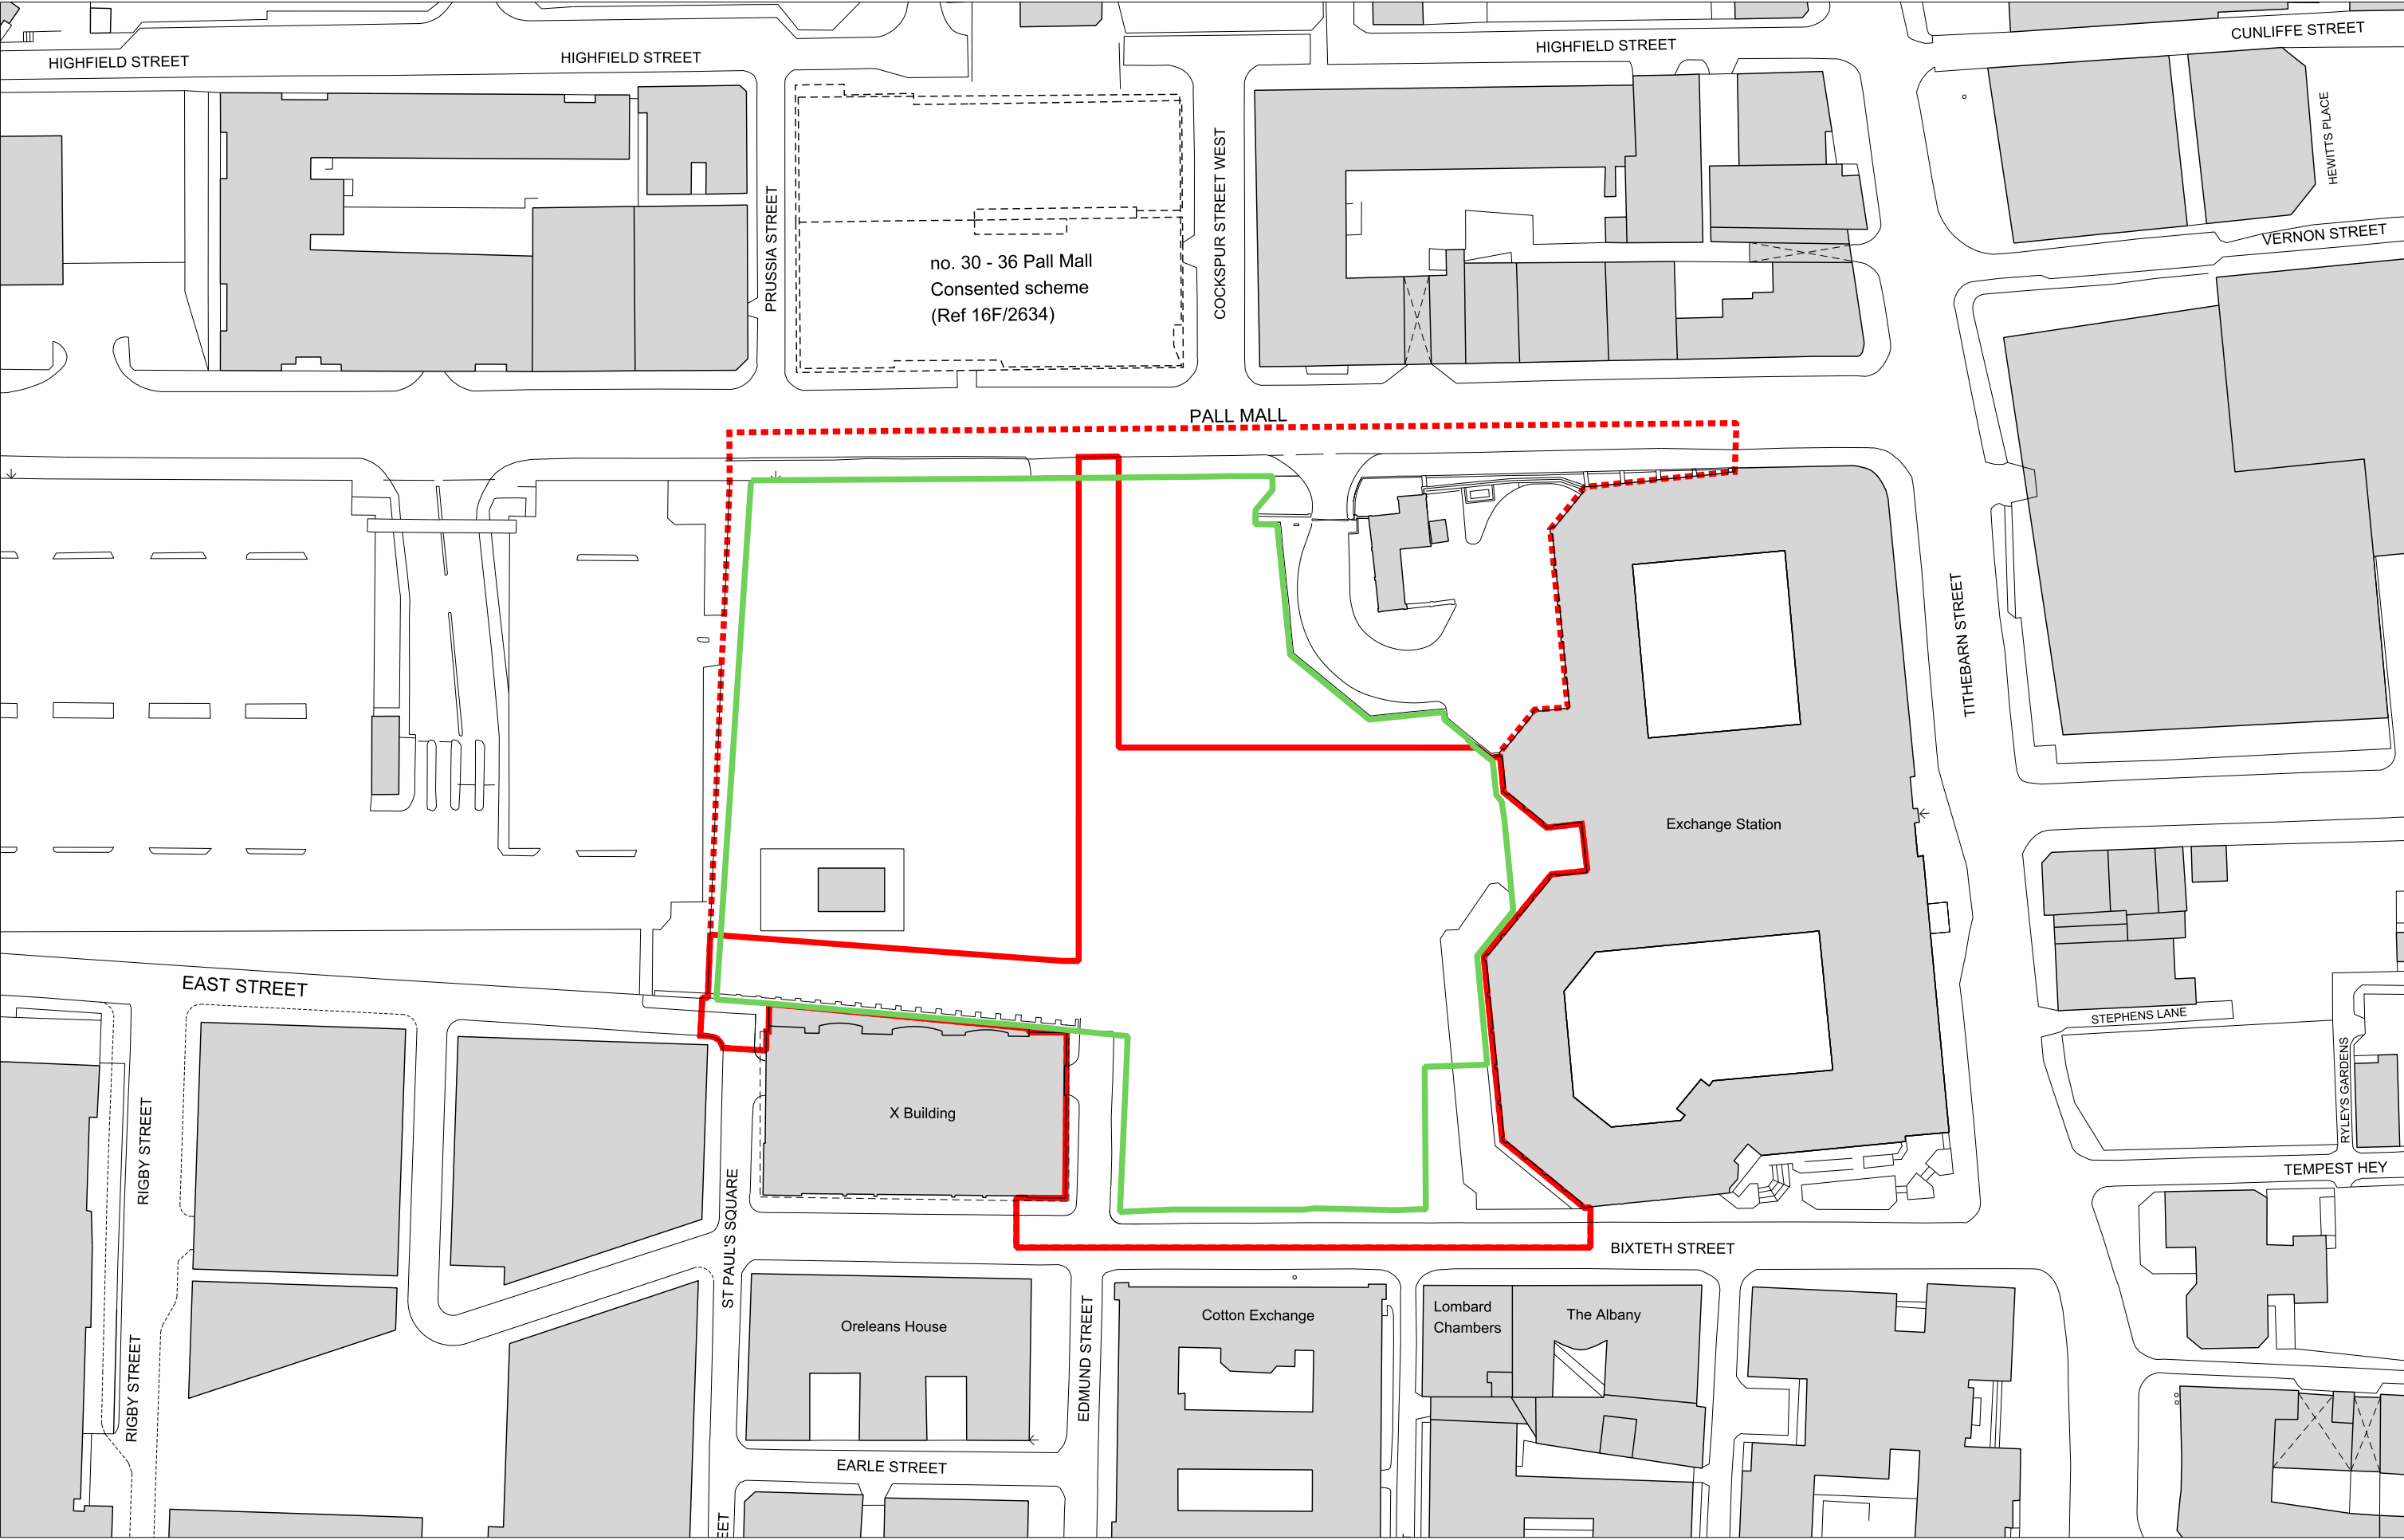 HIGHFIELD STREET
HIGHFIELD STREET
HIGHFIELD STREET
CUNLIFFE STREET
HEWITTS PLACE
PRUSSIA STREET
COCKSPUR STREET WEST
VERNON STREET
no. 30 - 36 Pall Mall
Consented scheme
(Ref 16F/2634)
PALL MALL
TITHEBARN STREET
Exchange Station
EAST STREET
STEPHENS LANE
RYLEYS GARDENS
X Building
RIGBY STREET
TEMPEST HEY
ST PAUL'S SQUARE
BIXTETH STREET
Oreleans House
EDMUND STREET
Cotton Exchange
Lombard
Chambers
The Albany
RIGBY STREET
EARLE STREET
EET